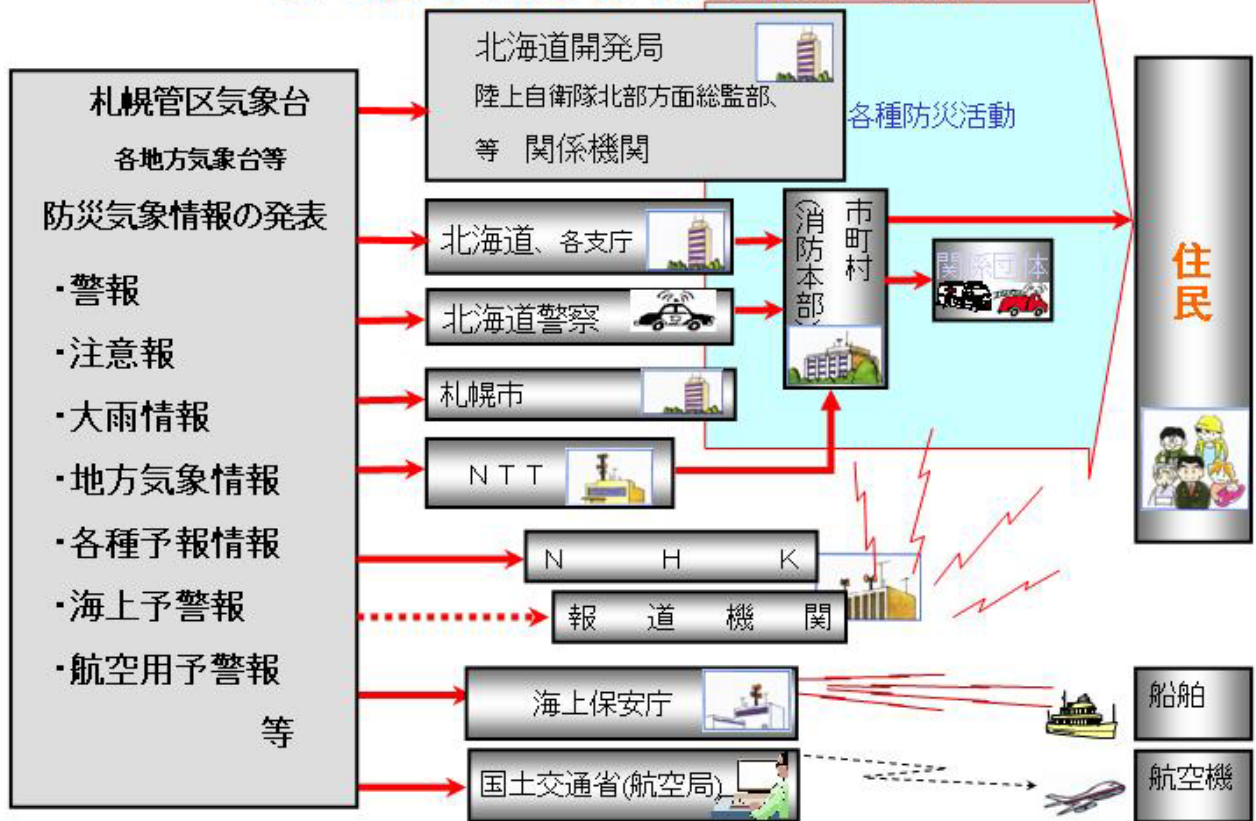 札幌管区気象台
各地方気象台等
防災気象情報の発表
・警報
・注意報
・大雨情報
・地方気象情報
・各種予報情報
・海上予警報
・航空用予警報
等
北海道開発局
陸上自衛隊北部方面総監部、
等 関係機関
各種防災活動
北海道、各支庁
北海道警察
札幌市
NTT
市町村
(消防本部)
関係団体
住民
N H K
報 道 機 関
海上保安庁
船舶
国土交通省(航空局)
航空機